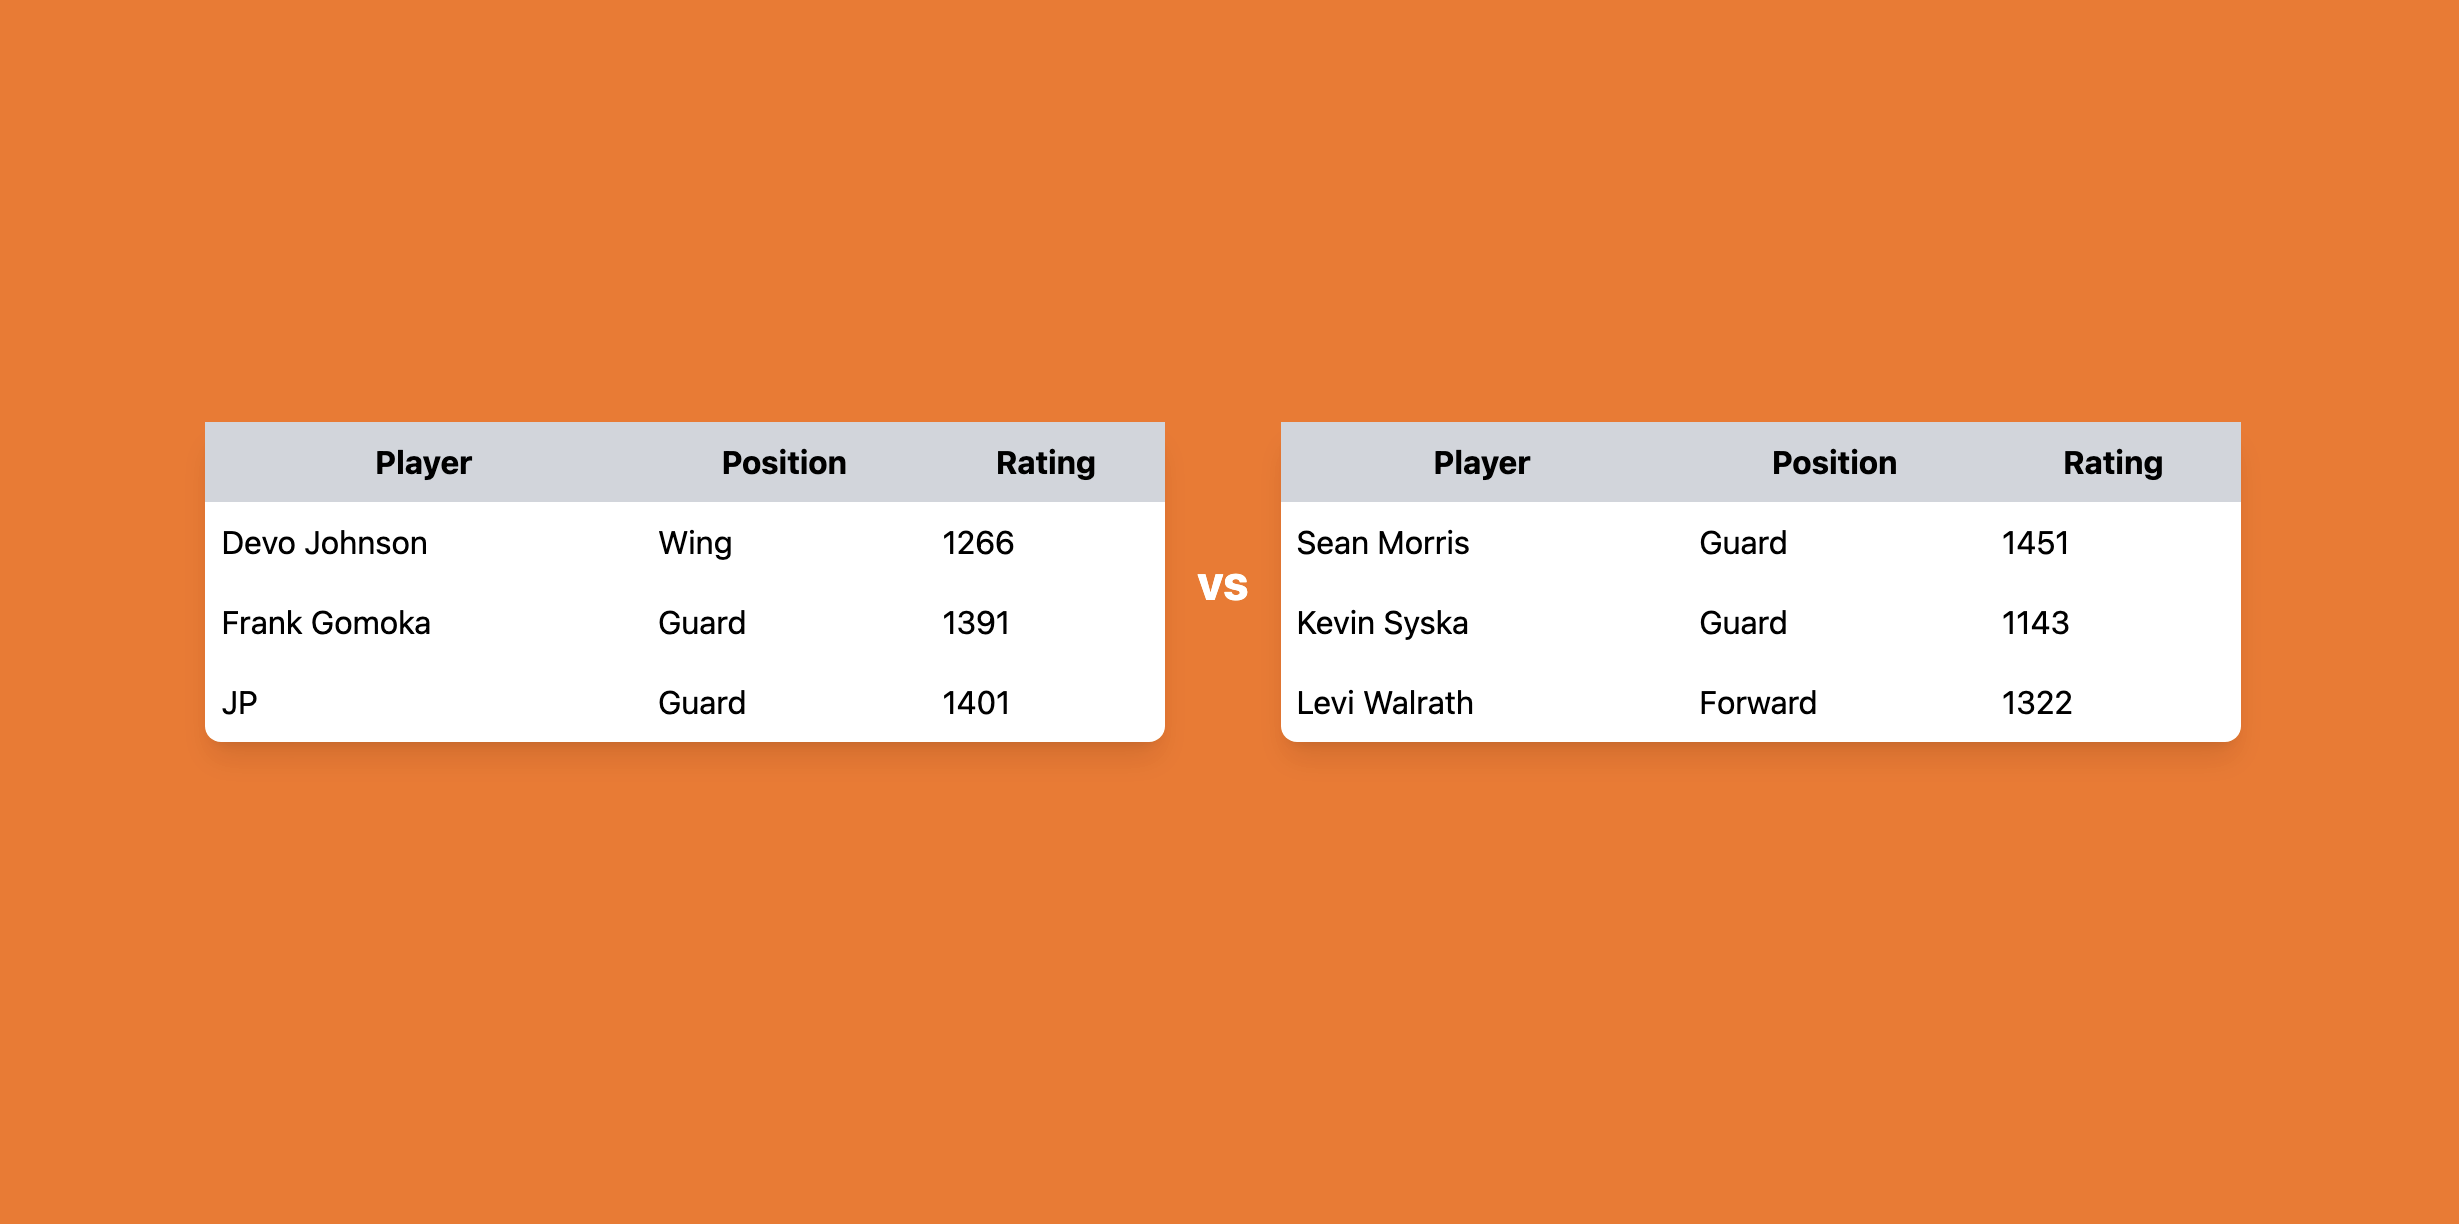 Player Position Rating
Devo Johnson Wing 1266
Frank Gomoka Guard 1391
JP Guard 1401
vs
Player Position Rating
Sean Morris Guard 1451
Kevin Syska Guard 1143
Levi Walrath Forward 1322